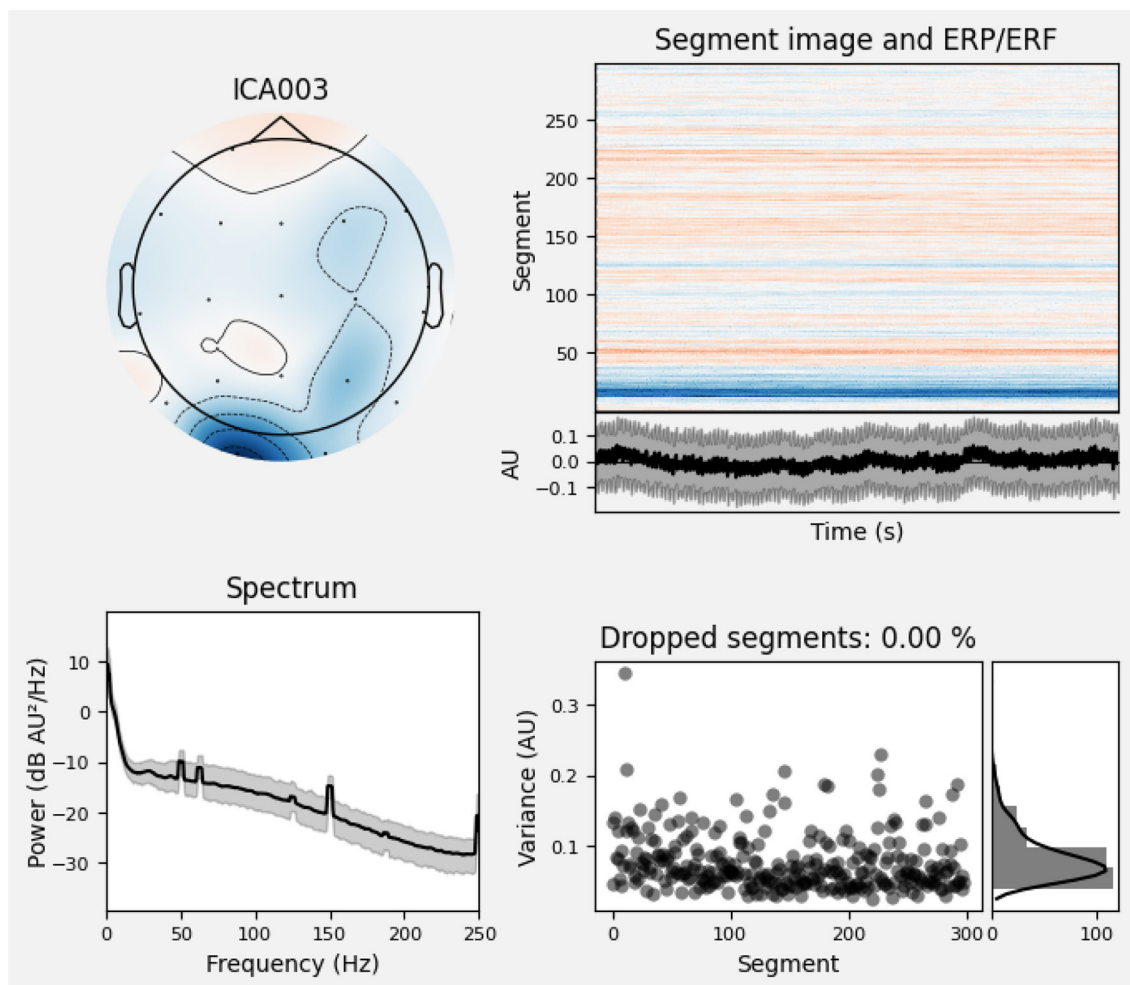 Segment image and ERP/ERF
ICA003
Segment
250
200
150
100
50
AU
0.1
0.0
−0.1
Time (s)
Spectrum
Power (dB AU²/Hz)
10
0
−10
−20
−30
0 50 100 150 200 250
Frequency (Hz)
Dropped segments: 0.00 %
Variance (AU)
0.3
0.2
0.1
0 100 200 300
Segment
0 100